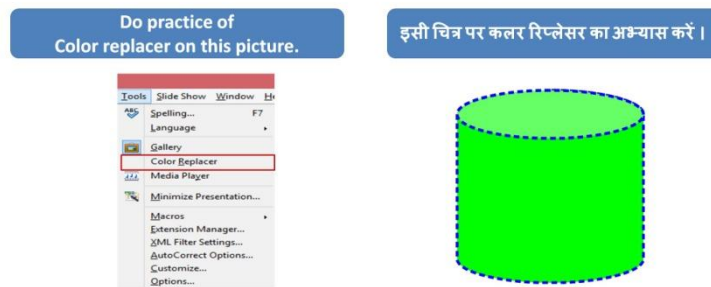 Do practice of
Color replacer on this picture.
इसी चित्र पर कलर रिप्लेसर का अभ्यास करें ।
Tools Slide Show Window He
Spelling... F7
Language
Gallery
Color Replacer
Media Player
Minimize Presentation...
Macros
Extension Manager...
XML Filter Settings...
AutoCorrect Options...
Customize...
Options...